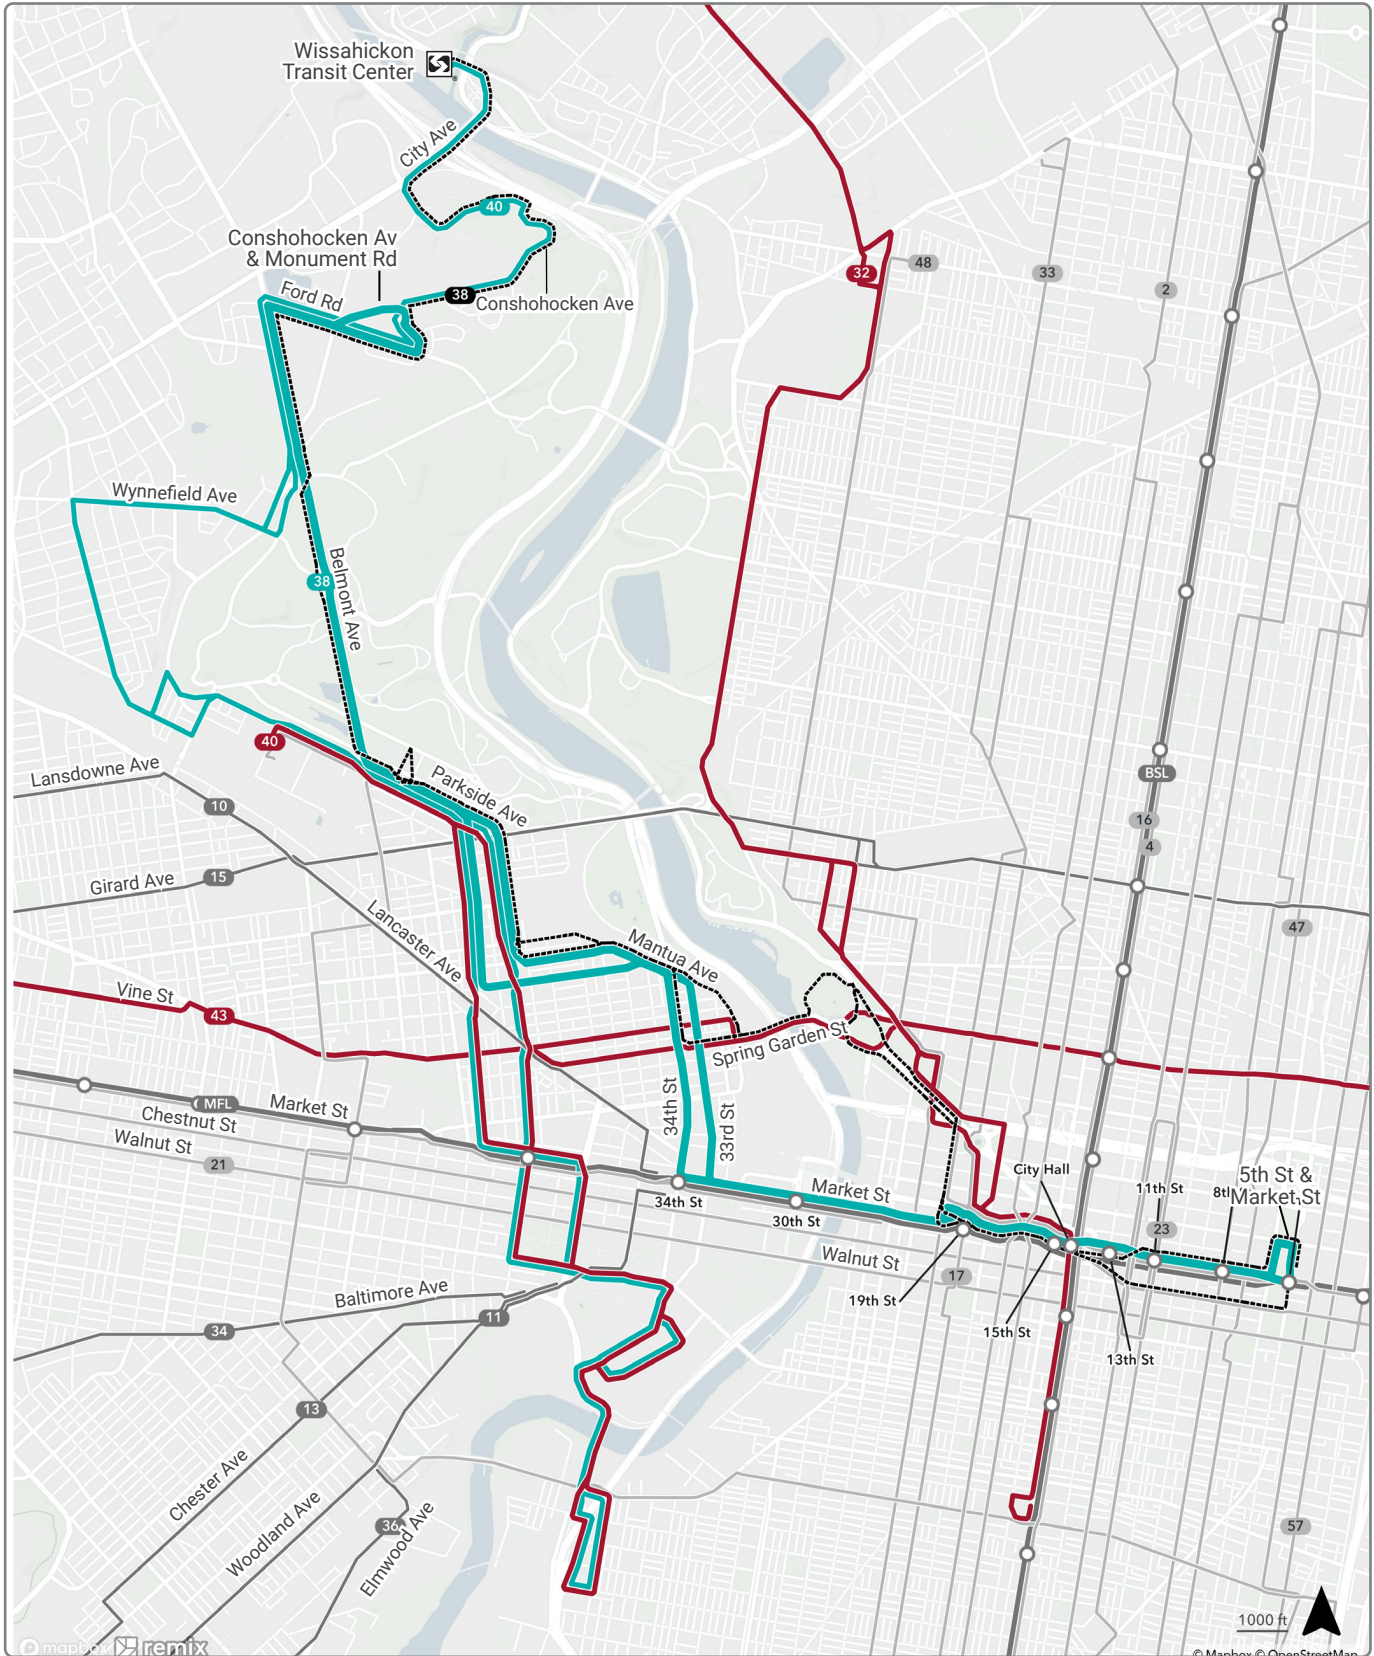 Wissahickon
Transit Center
City Ave
40
Conshohocken Av
& Monument Rd
32
48
33
2
Ford Rd
38
Conshohocken Ave
Wynnefield Ave
38
Belmont Ave
40
Lansdowne Ave
10
Parkside Ave
BSL
16
4
Girard Ave
15
Lancaster Ave
47
Mantua Ave
Vine St
43
Spring Garden St
MFL
Market St
Chestnut St
Walnut St
21
34th St
33rd St
City Hall
11th St
5th St &
Market St
34th St
Market St
30th St
23
Walnut St
17
19th St
15th St
13th St
Baltimore Ave
34
11
13
Chester Ave
Woodland Ave
36
Elmwood Ave
57
1000 ft
mapbox
remix
© Mapbox © OpenStreetMap